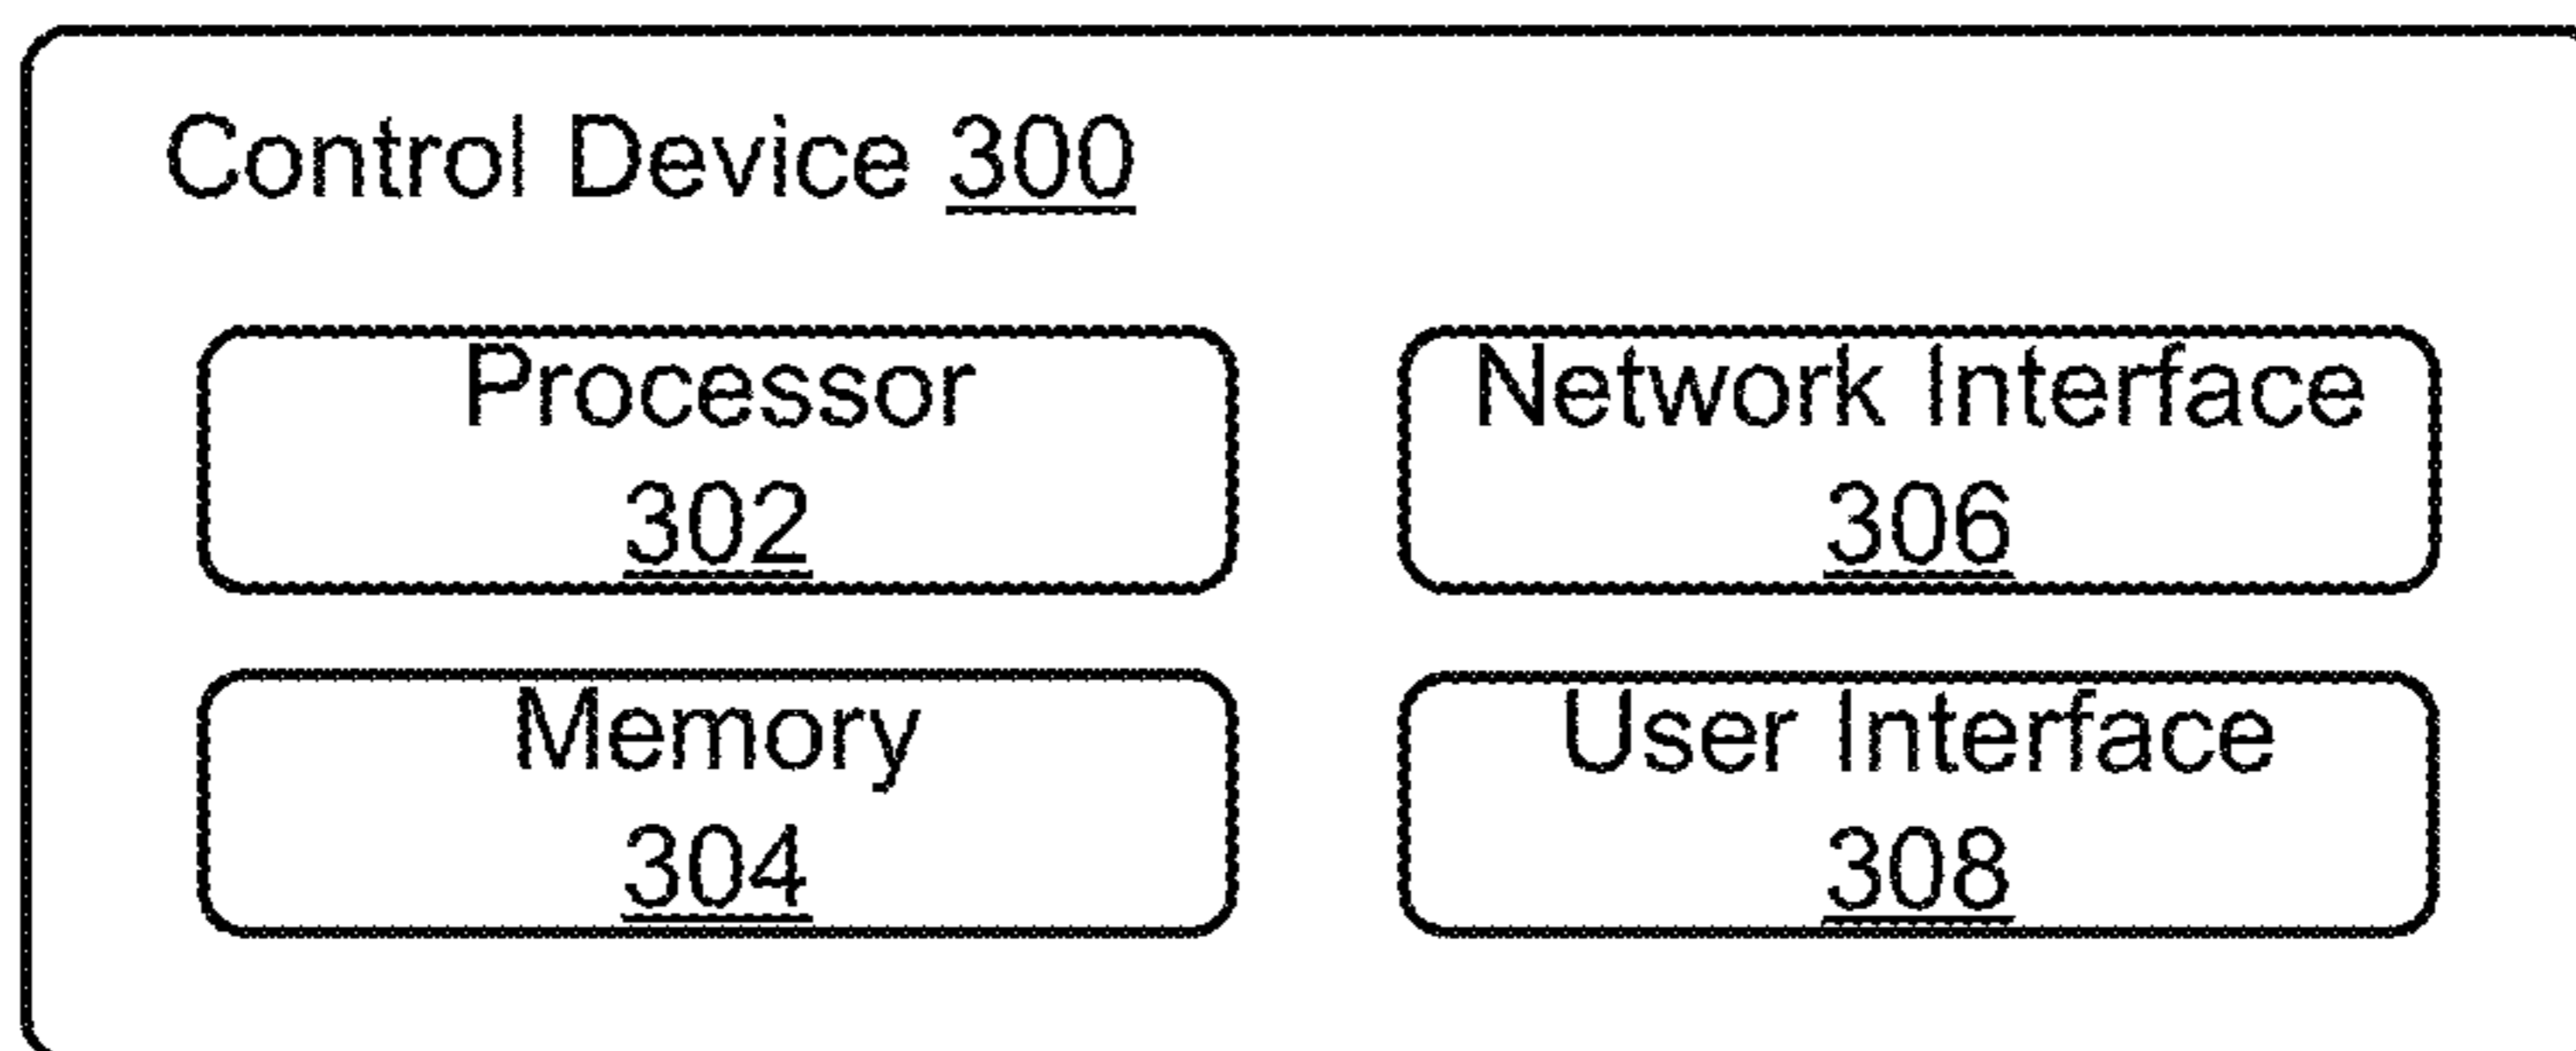 Control Device 300
Processor
302
Network Interface
306
Memory
304
User Interface
308